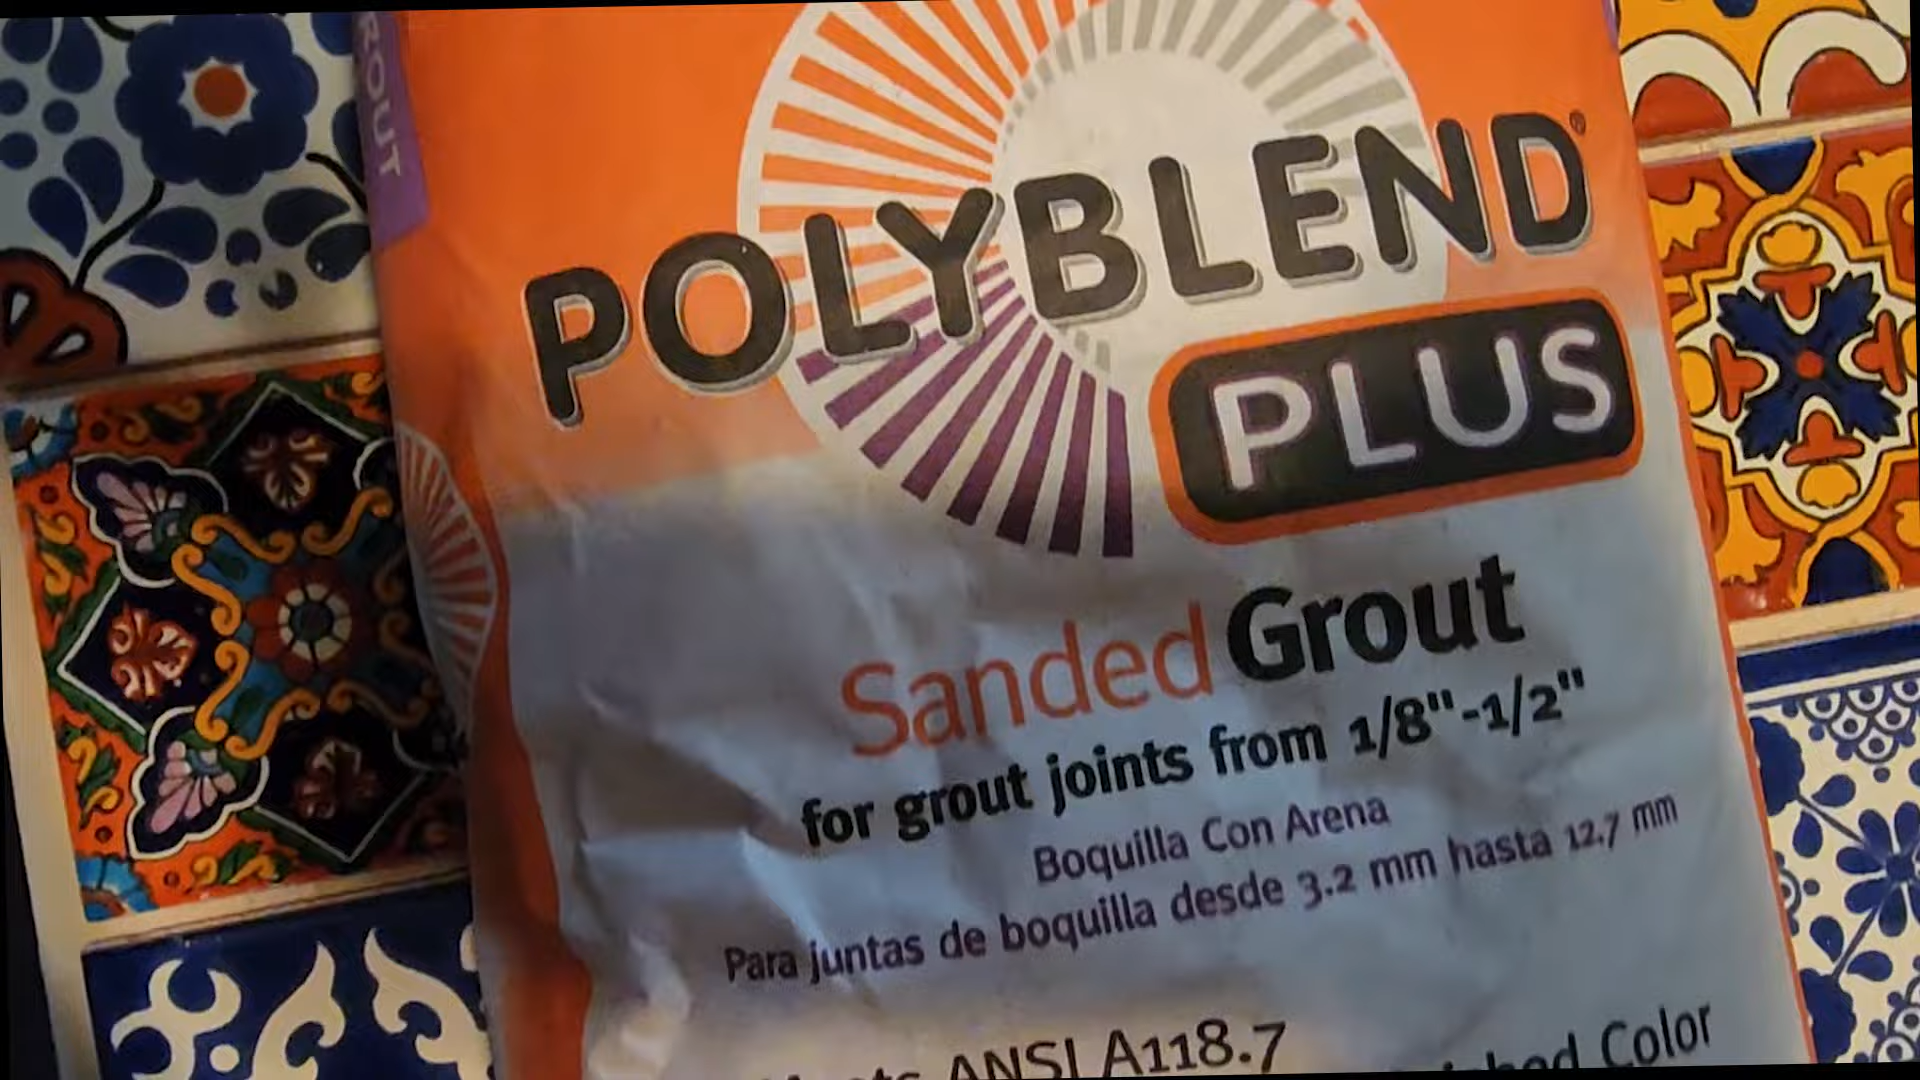 POLYBLEND®
PLUS
Sanded Grout
for grout joints from 1/8"-1/2"
Boquilla Con Arena
Para juntas de boquilla desde 3.2 mm hasta 12.7 mm
ANSI A118.7
Color